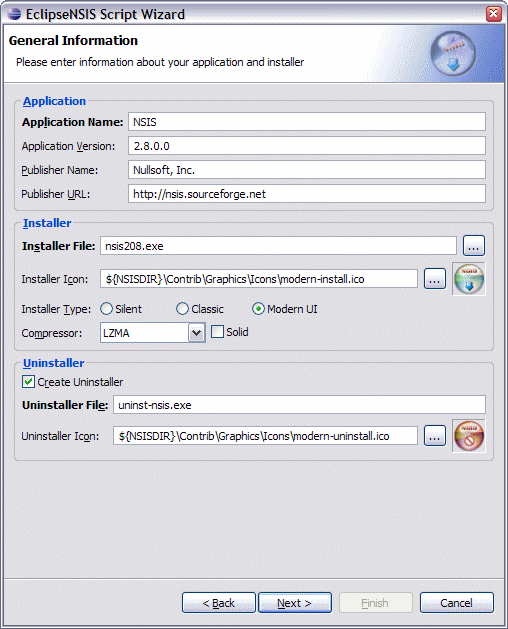 EclipseNSIS Script Wizard
General Information
Please enter information about your application and installer
Application
Application Name: NSIS
Application Version: 2.8.0.0
Publisher Name: Nullsoft, Inc.
Publisher URL: http://nsis.sourceforge.net
Installer
Installer File: nsis208.exe ...
Installer Icon: ${NSISDIR}\Contrib\Graphics\Icons\modern-install.ico ...
Installer Type: Silent Classic Modern UI
Compressor: LZMA Solid
Uninstaller
Create Uninstaller
Uninstaller File: uninst-nsis.exe
Uninstaller Icon: ${NSISDIR}\Contrib\Graphics\Icons\modern-uninstall.ico ...
< Back Next > Finish Cancel